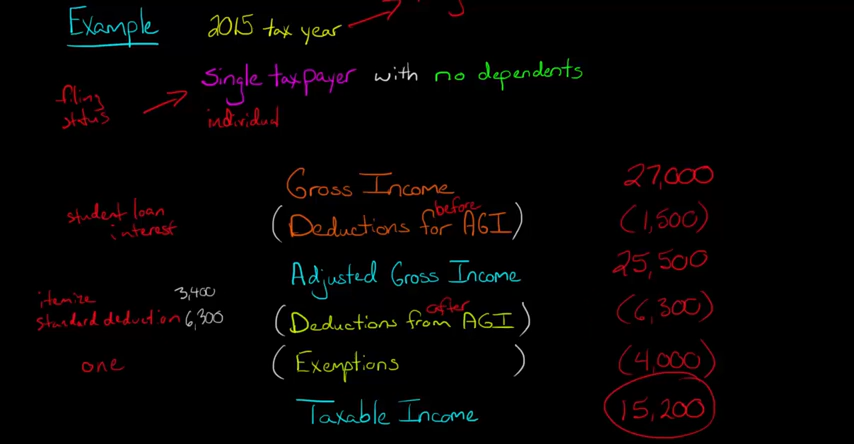 Example 2015 tax year
filing status single taxpayer with no dependents
individual
Gross Income 27,000
student loan interest (Deductions for before AGI) (1,500)
Adjusted Gross Income 25,500
itemize 3,400
standard deduction 6,300 (Deductions from after AGI) (6,300)
one (Exemptions) (4,000)
Taxable Income 15,200